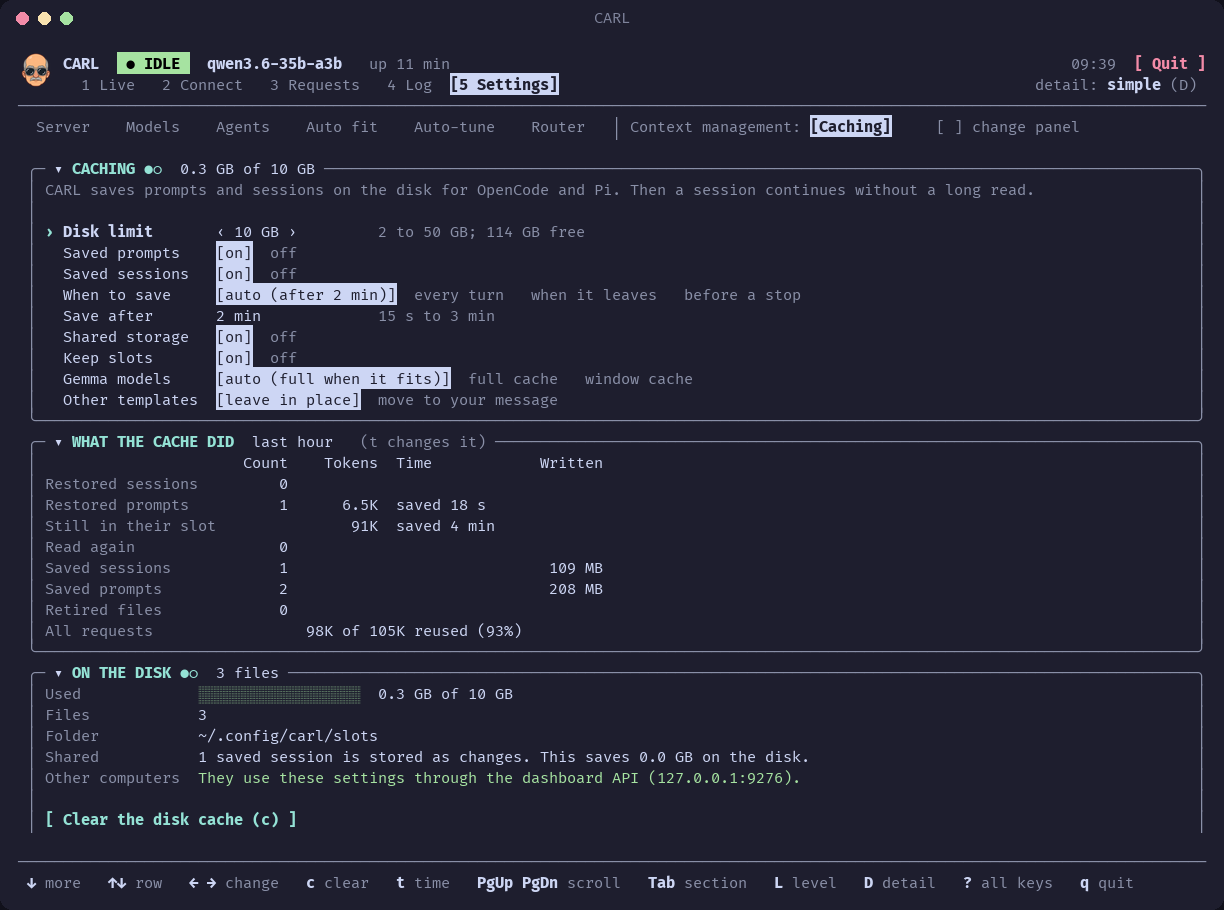 CARL
CARL ● IDLE qwen3.6-35b-a3b up 11 min 09:39 [ Quit ]
1 Live 2 Connect 3 Requests 4 Log [5 Settings] detail: simple (D)
Server Models Agents Auto fit Auto-tune Router │ Context management: [Caching] [ ] change panel
▾ CACHING ●○ 0.3 GB of 10 GB
CARL saves prompts and sessions on the disk for OpenCode and Pi. Then a session continues without a long read.
› Disk limit ‹ 10 GB › 2 to 50 GB; 114 GB free
Saved prompts [on] off
Saved sessions [on] off
When to save [auto (after 2 min)] every turn when it leaves before a stop
Save after 2 min 15 s to 3 min
Shared storage [on] off
Keep slots [on] off
Gemma models [auto (full when it fits)] full cache window cache
Other templates [leave in place] move to your message
▾ WHAT THE CACHE DID last hour (t changes it)
Count Tokens Time Written
Restored sessions 0
Restored prompts 1 6.5K saved 18 s
Still in their slot 91K saved 4 min
Read again 0
Saved sessions 1 109 MB
Saved prompts 2 208 MB
Retired files 0
All requests 98K of 105K reused (93%)
▾ ON THE DISK ●○ 3 files
Used 0.3 GB of 10 GB
Files 3
Folder ~/.config/carl/slots
Shared 1 saved session is stored as changes. This saves 0.0 GB on the disk.
Other computers They use these settings through the dashboard API (127.0.0.1:9276).
[ Clear the disk cache (c) ]
↓ more ↑↓ row ← → change c clear t time PgUp PgDn scroll Tab section L level D detail ? all keys q quit